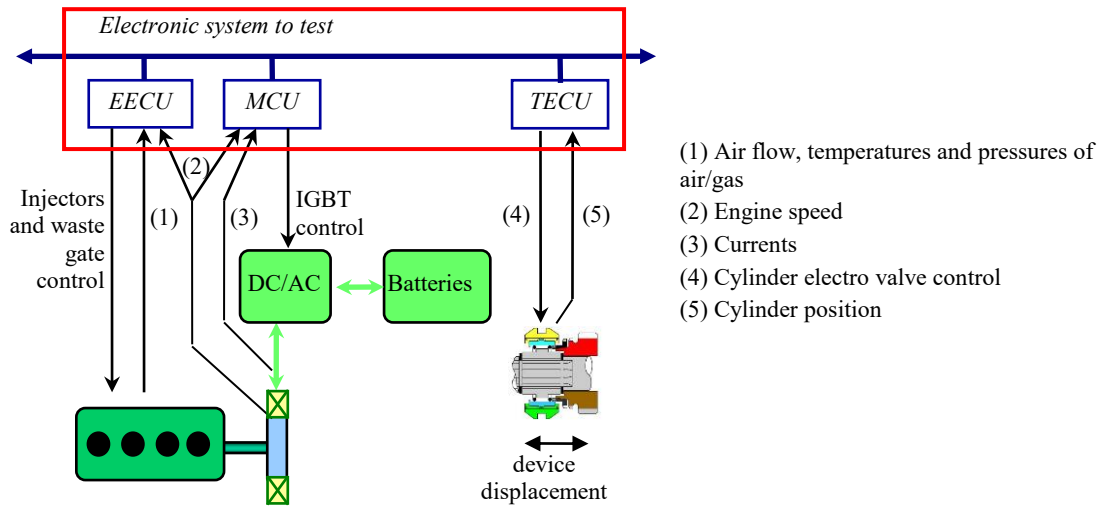 Electronic system to test
EECU
MCU
TECU
(2)
Injectors
and waste
gate
control
(1)
(3)
IGBT
control
(4)
(5)
DC/AC
Batteries
device
displacement
(1) Air flow, temperatures and pressures of
air/gas
(2) Engine speed
(3) Currents
(4) Cylinder electro valve control
(5) Cylinder position